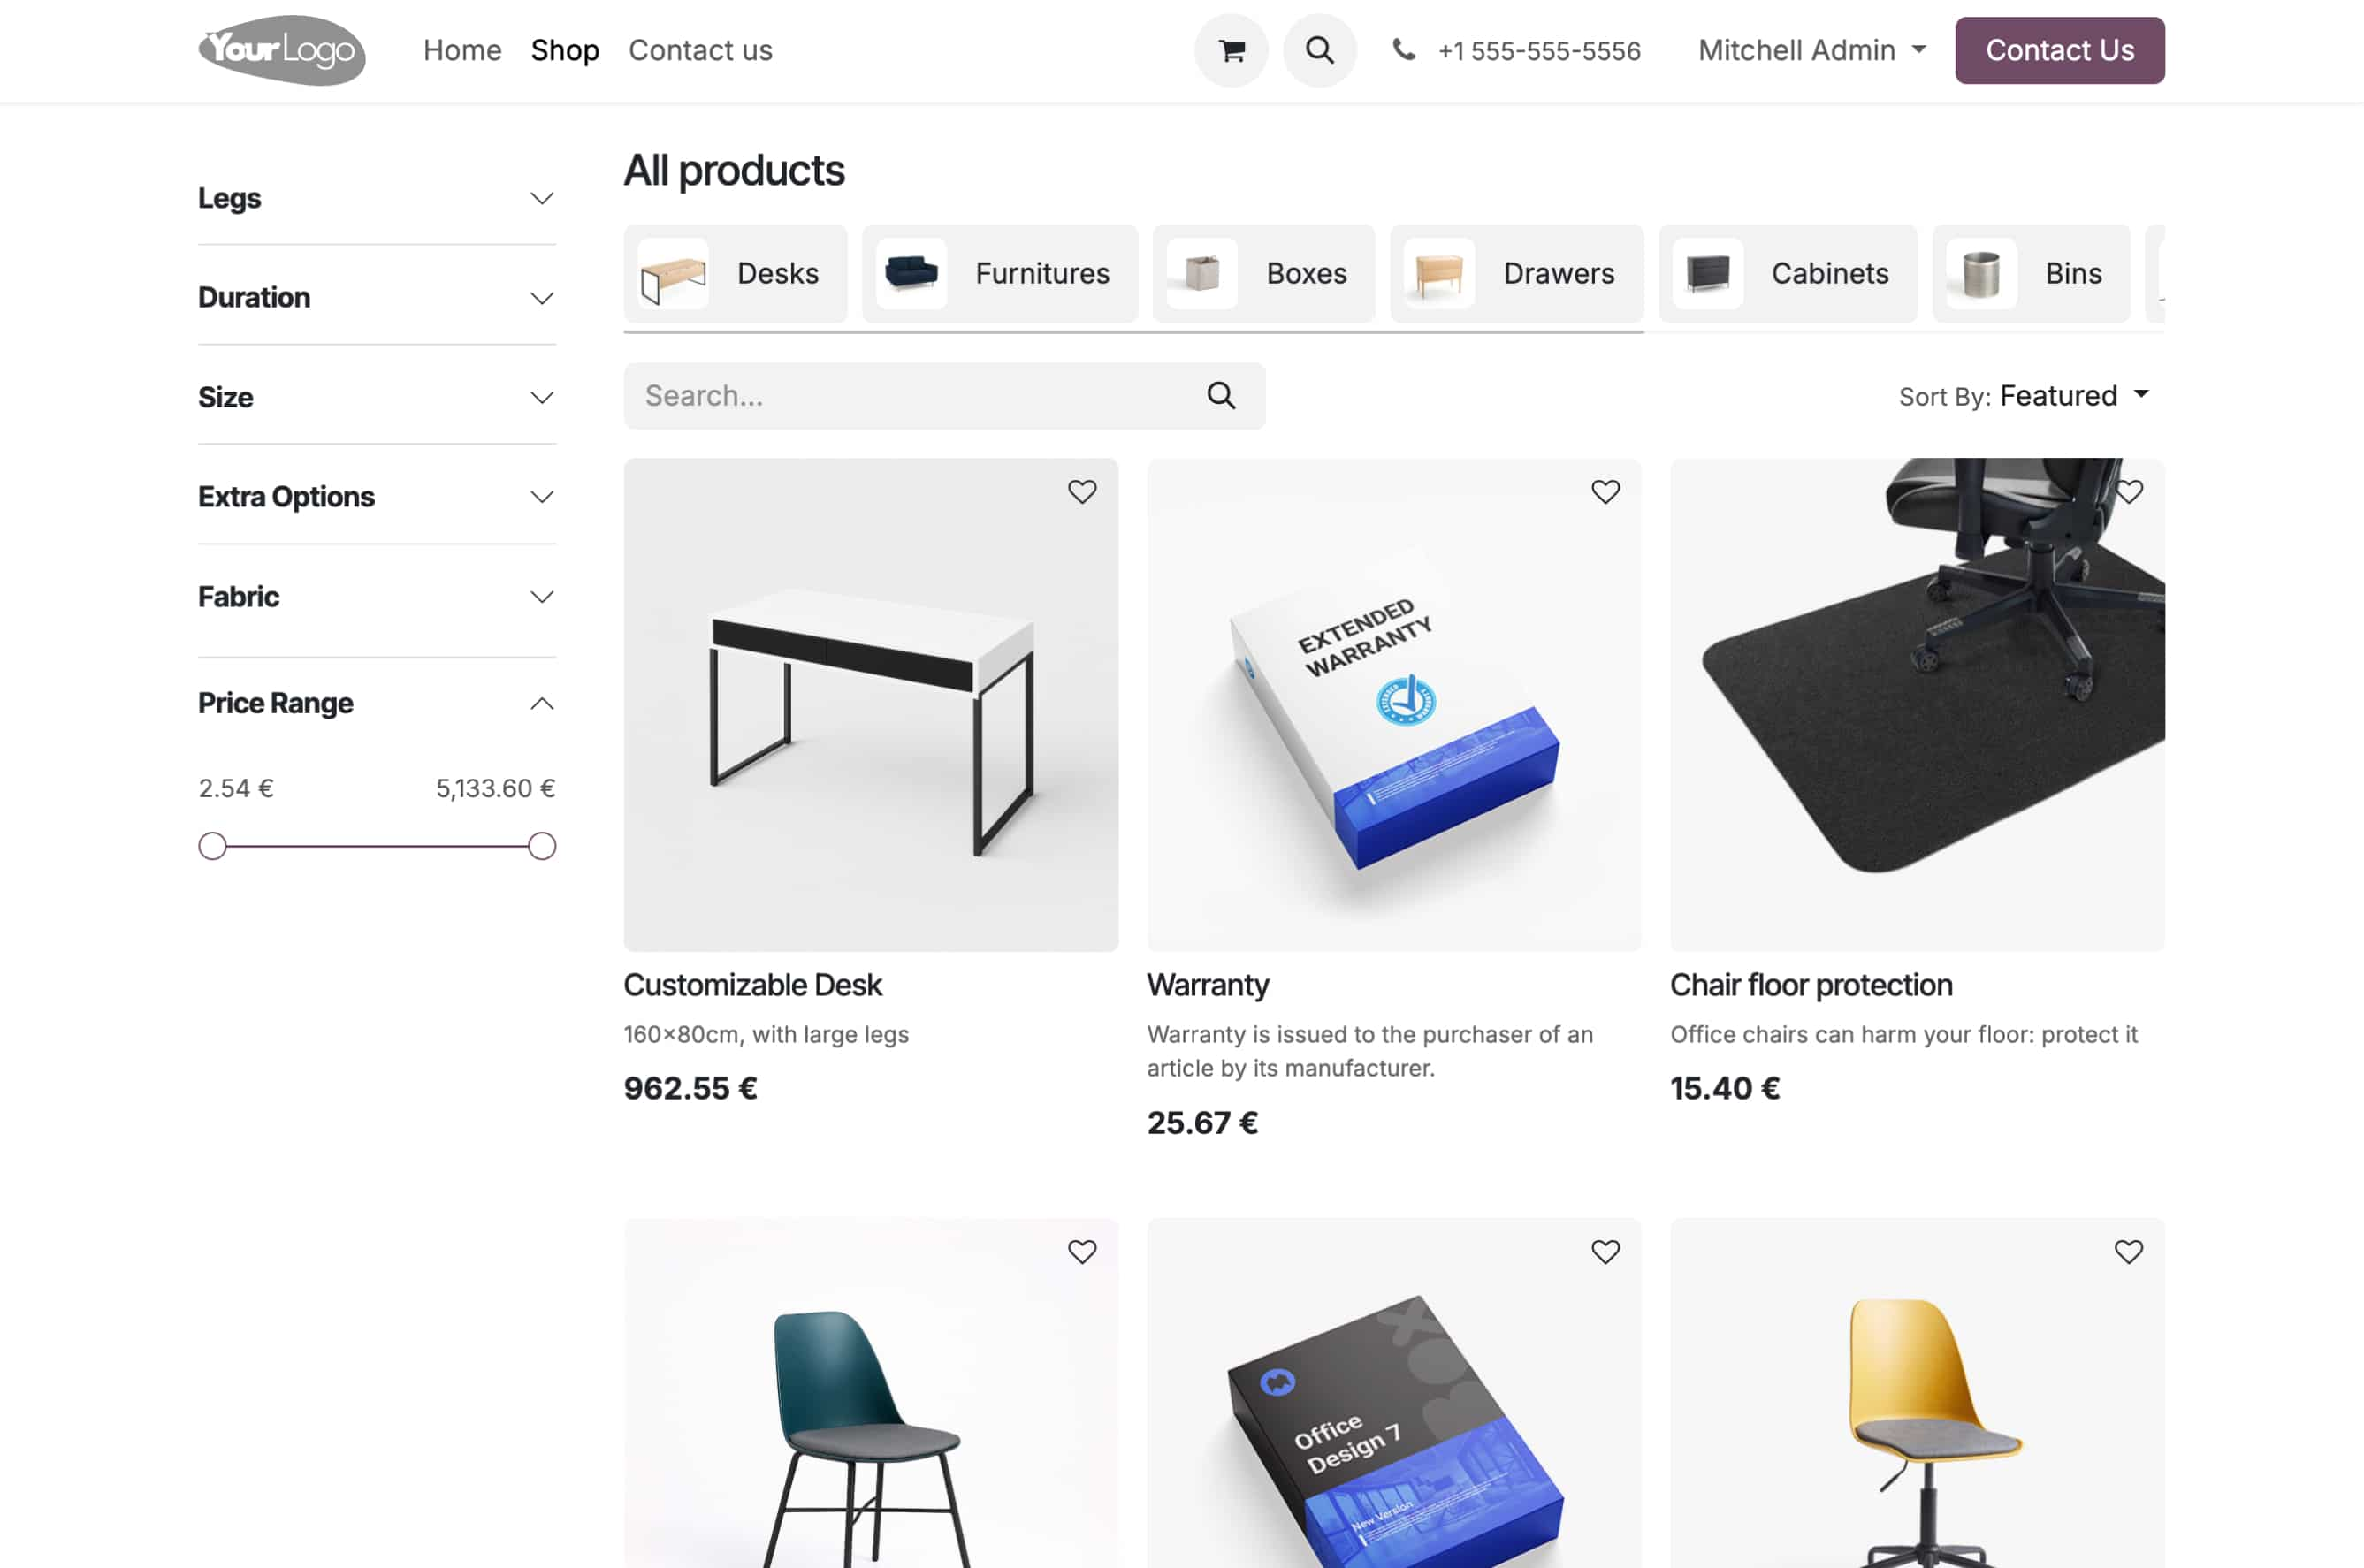 YourLogo
Home
Shop
Contact us
+1 555-555-5556
Mitchell Admin
Contact Us
Legs
Duration
Size
Extra Options
Fabric
Price Range
2.54 €
5,133.60 €
All products
Desks
Furnitures
Boxes
Drawers
Cabinets
Bins
Search...
Sort By: Featured
EXTENDED
WARRANTY
Customizable Desk
160x80cm, with large legs
962.55 €
Warranty
Warranty is issued to the purchaser of an
article by its manufacturer.
25.67 €
Chair floor protection
Office chairs can harm your floor: protect it
15.40 €
Office
Design 7
Box
New Version